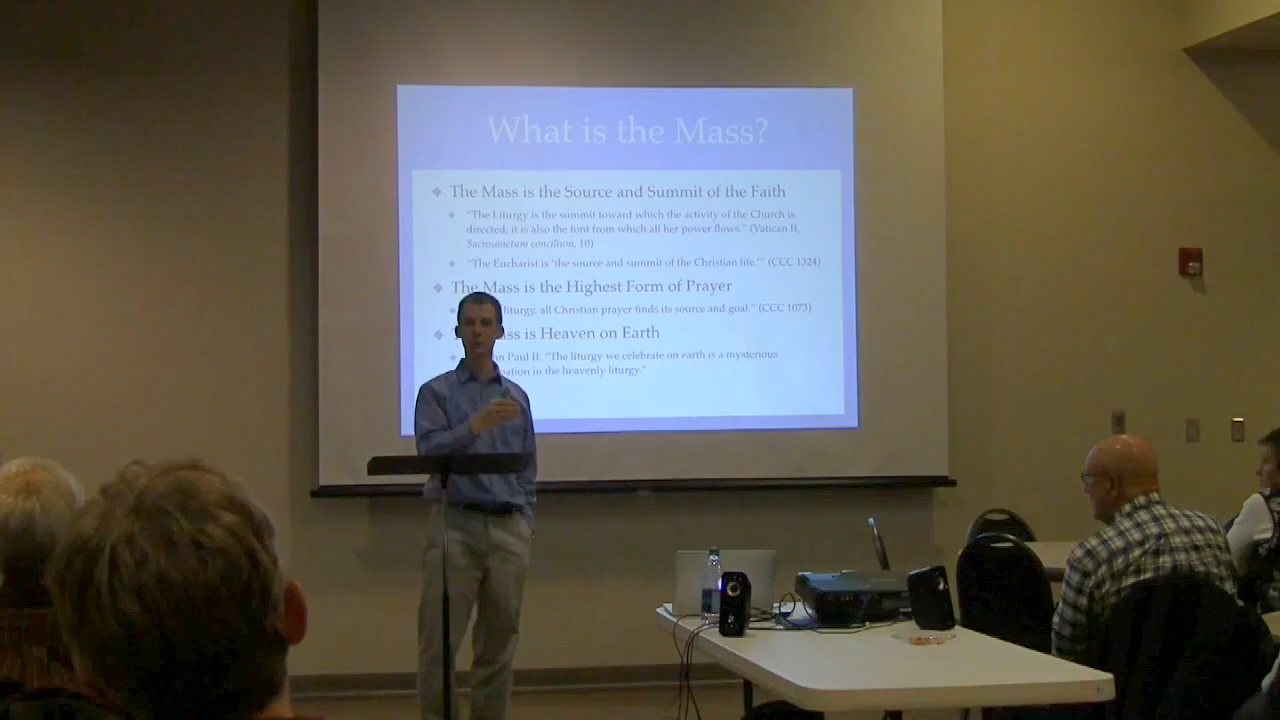 What is the Mass?
The Mass is the Source and Summit of the Faith
"The Liturgy is the summit toward which the activity of the Church is
directed; it is also the font from which all her power flows." (Vatican II,
Sacrosanctum concilium, 10)
"The Eucharist is 'the source and summit of the Christian life.'" (CCC 1324)
The Mass is the Highest Form of Prayer
liturgy, all Christian prayer finds its source and goal." (CCC 1073)
is Heaven on Earth
Paul II: "The liturgy we celebrate on earth is a mysterious
in the heavenly liturgy."